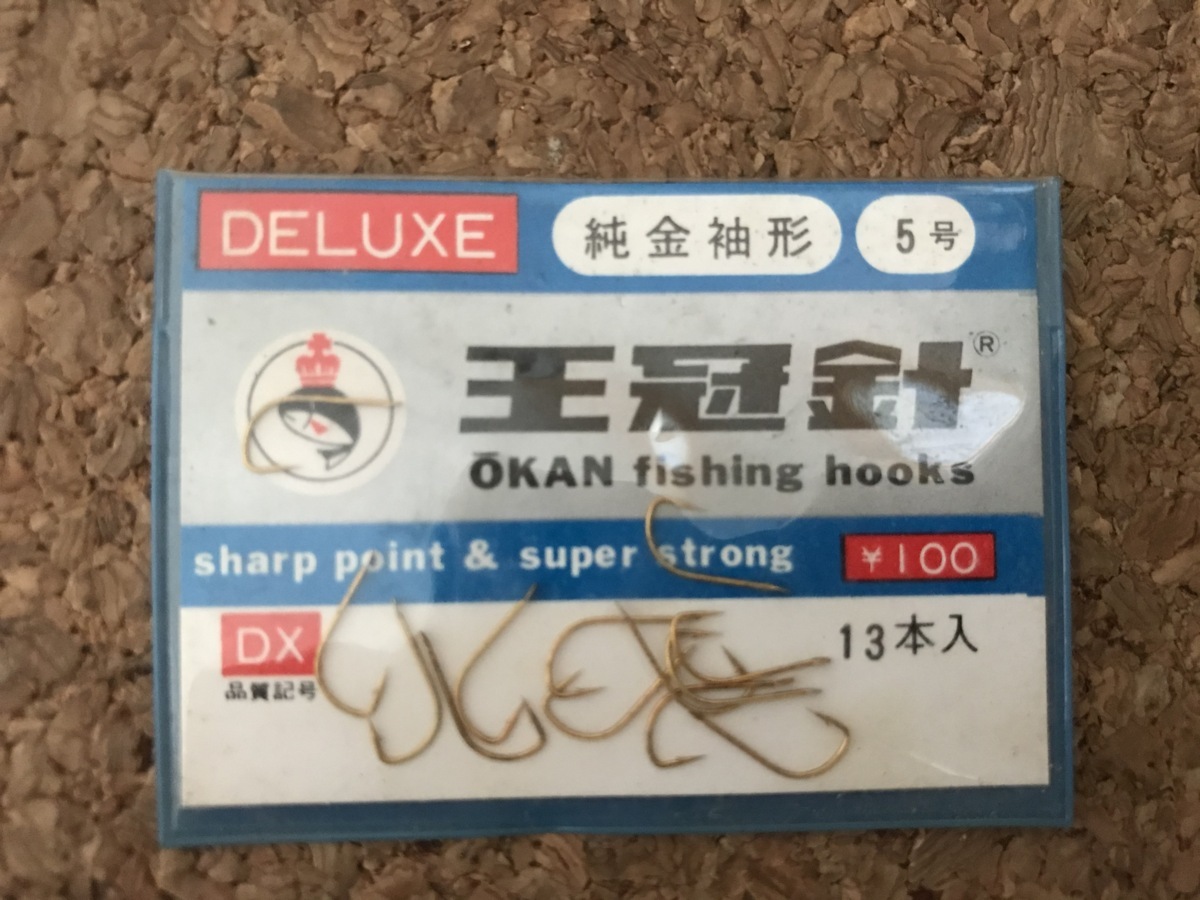 DELUXE 純金袖形 5号
王冠針®
ŌKAN fishing hooks
sharp point & super strong ¥100
DX 13本入
品質記号